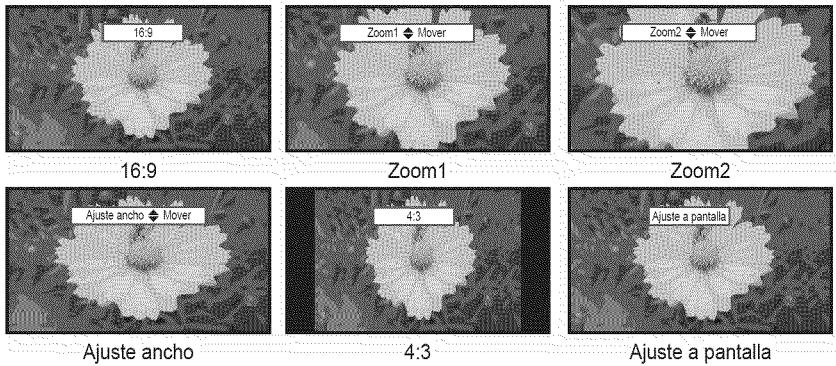 16:9
Zoom1 Mover
Zoom2 Mover
16:9
Zoom1
Zoom2
Ajuste ancho Mover
4:3
Ajuste a pantalla
Ajuste ancho
4:3
Ajuste a pantalla